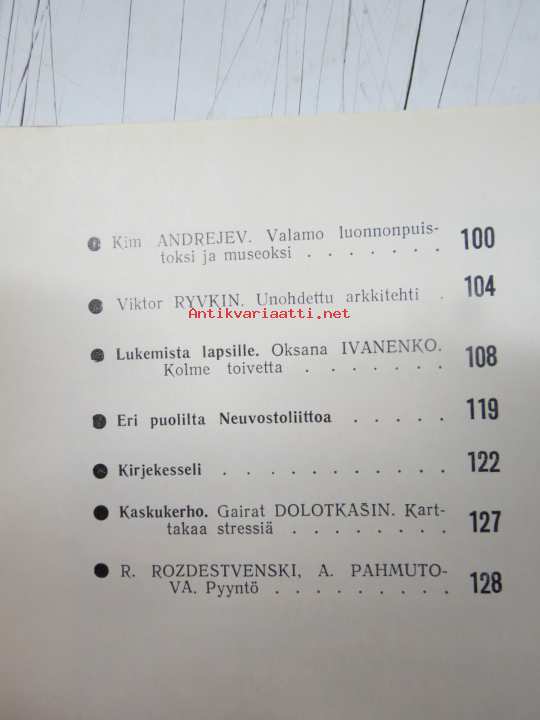 ● Kim ANDREJEV. Valamo luonnonpuis-
toksi ja museoksi . . . . . . . 100
● Viktor RYVKIN. Unohdettu arkkitehti . 104
Antikvariaatti.net
● Lukemista lapsille. Oksana IVANENKO.
Kolme toivetta . . . . . . . 108
● Eri puolilta Neuvostoliittoa . . . . . 119
● Kirjekesseli . . . . . . . . . . . 122
● Kaskukerho. Gairat DOLOTKAŠIN. Kart-
takaa stressiä . . . . . . . . 127
● R. ROZDESTVENSKI, A. PAHMUTO-
VA. Pyyntö . . . . . . . . . 128